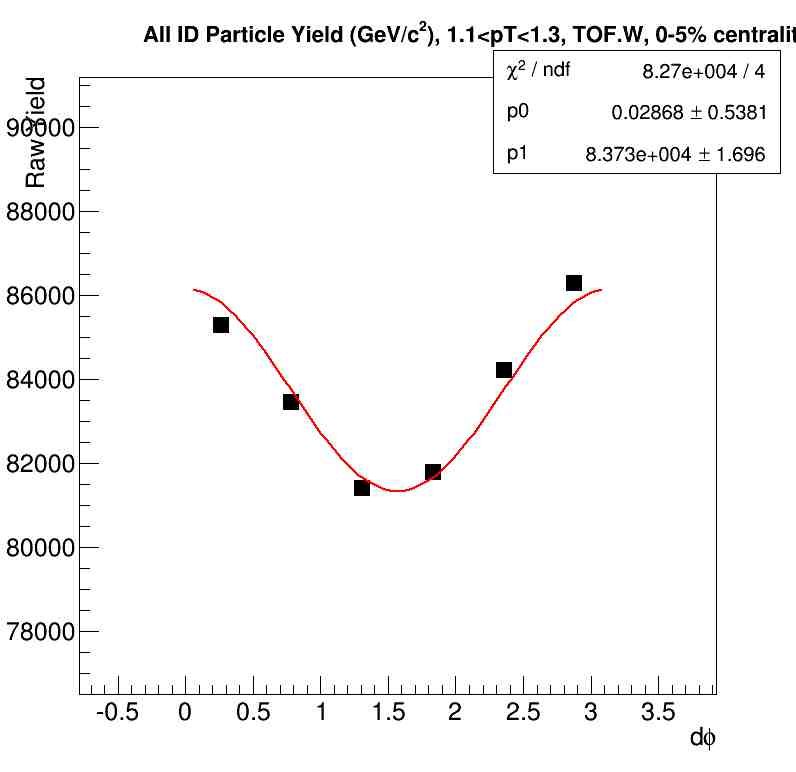 All ID Particle Yield (GeV/c²), 1.1<pT<1.3, TOF.W, 0-5% centralit
χ² / ndf 8.27e+004 / 4
p0 0.02868 ± 0.5381
p1 8.373e+004 ± 1.696
Raw Yield
90000
88000
86000
84000
82000
80000
78000
-0.5 0 0.5 1 1.5 2 2.5 3 3.5
dϕ